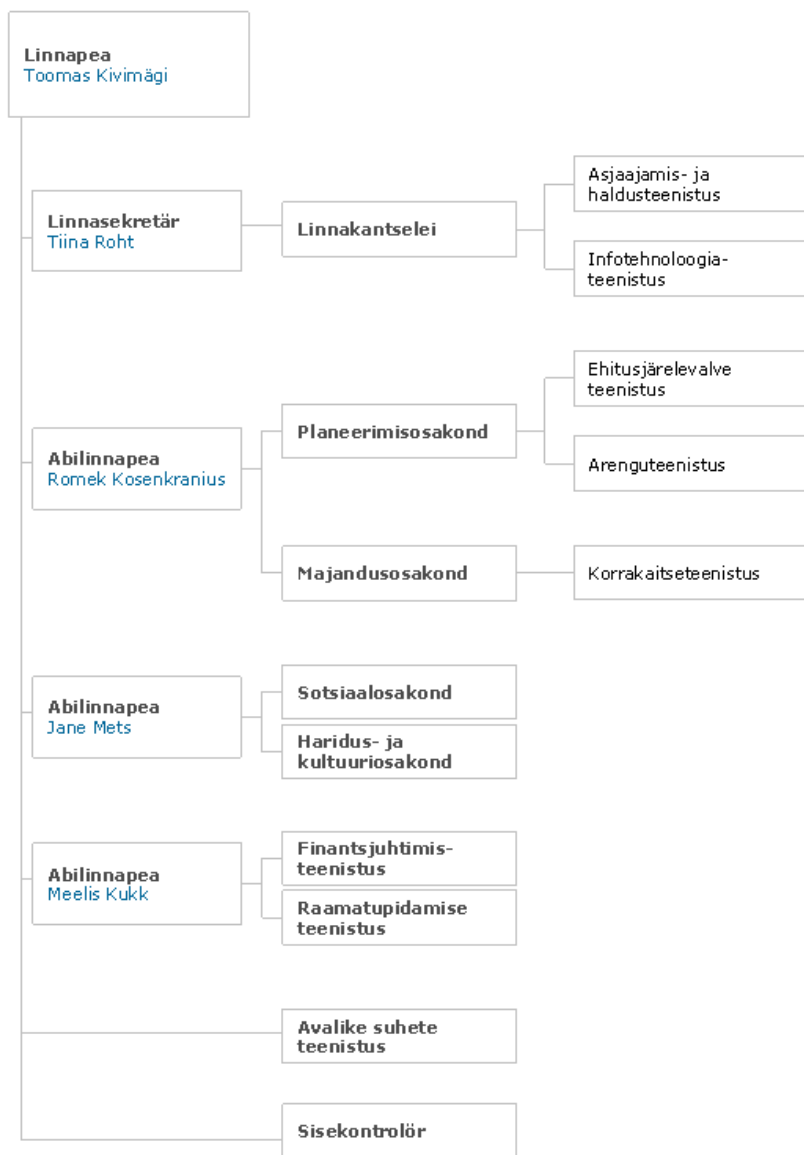 Linnapea
Toomas Kivimägi
Linnasekretär
Tiina Roht
Linnakantselei
Asjaajamis- ja
haldusteenistus
Infotehnoloogia-
teenistus
Abilinnapea
Romek Kosenkranius
Planeerimisosakond
Ehitusjärelevalve
teenistus
Arenguteenistus
Majandusosakond
Korrakaitseteenistus
Abilinnapea
Jane Mets
Sotsiaalosakond
Haridus- ja
kultuuriosakond
Abilinnapea
Meelis Kukk
Finantsjuhtimis-
teenistus
Raamatupidamise
teenistus
Avalike suhete
teenistus
Sisekontrolör